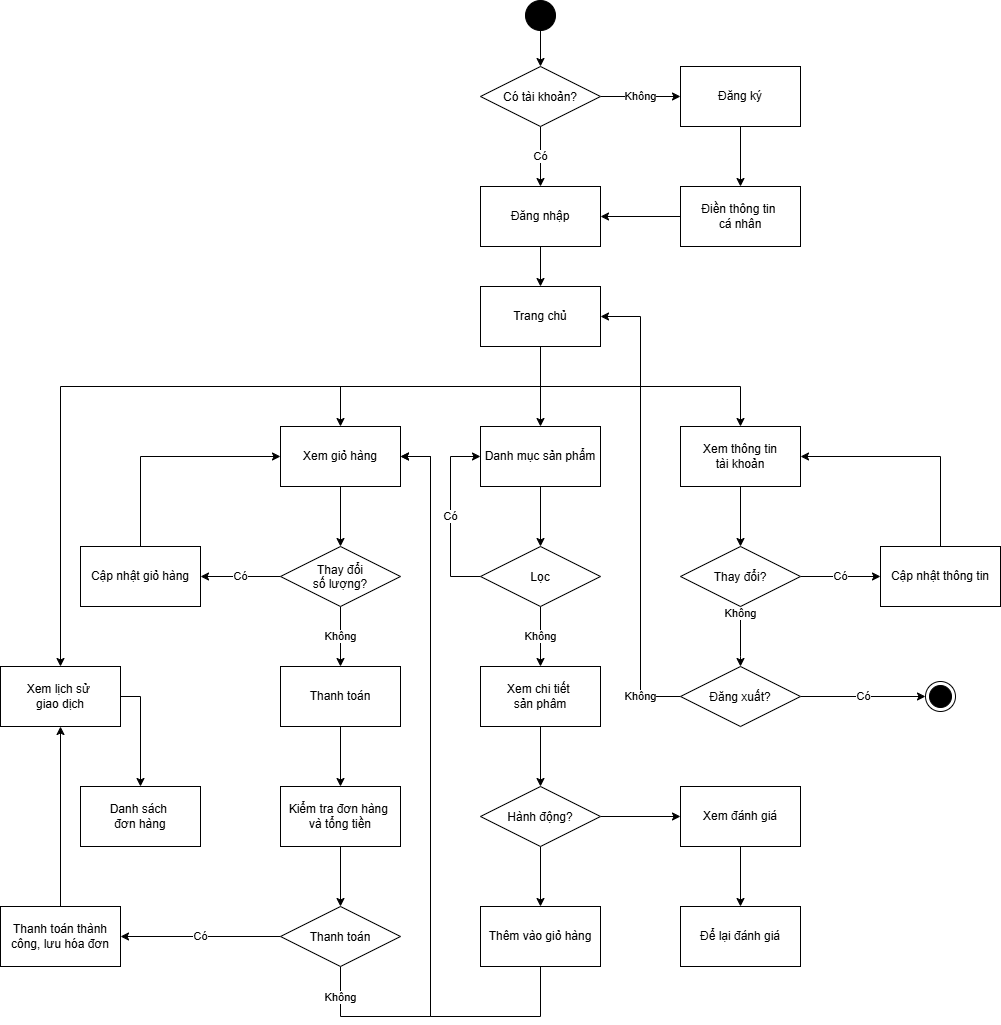 Có tài khoản?
Không
Đăng ký
Có
Đăng nhập
Điền thông tin
cá nhân
Trang chủ
Xem giỏ hàng
Danh mục sản phẩm
Xem thông tin
tài khoản
Có
Cập nhật giỏ hàng
Có
Thay đổi
số lượng?
Lọc
Thay đổi?
Có
Cập nhật thông tin
Không
Không
Không
Xem lịch sử
giao dịch
Thanh toán
Xem chi tiết
sản phâm
Không
Đăng xuất?
Có
Danh sách
đơn hàng
Kiểm tra đơn hàng
và tổng tiền
Hành động?
Xem đánh giá
Thanh toán thành
công, lưu hóa đơn
Có
Thanh toán
Thêm vào giỏ hàng
Để lại đánh giá
Không